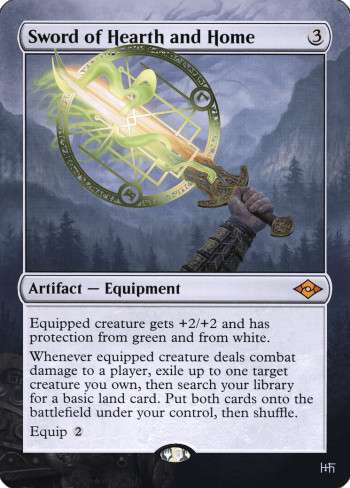 Sword of Hearth and Home 3
Artifact — Equipment
Equipped creature gets +2/+2 and has
protection from green and from white.
Whenever equipped creature deals combat
damage to a player, exile up to one target
creature you own, then search your library
for a basic land card. Put both cards onto the
battlefield under your control, then shuffle.
Equip 2